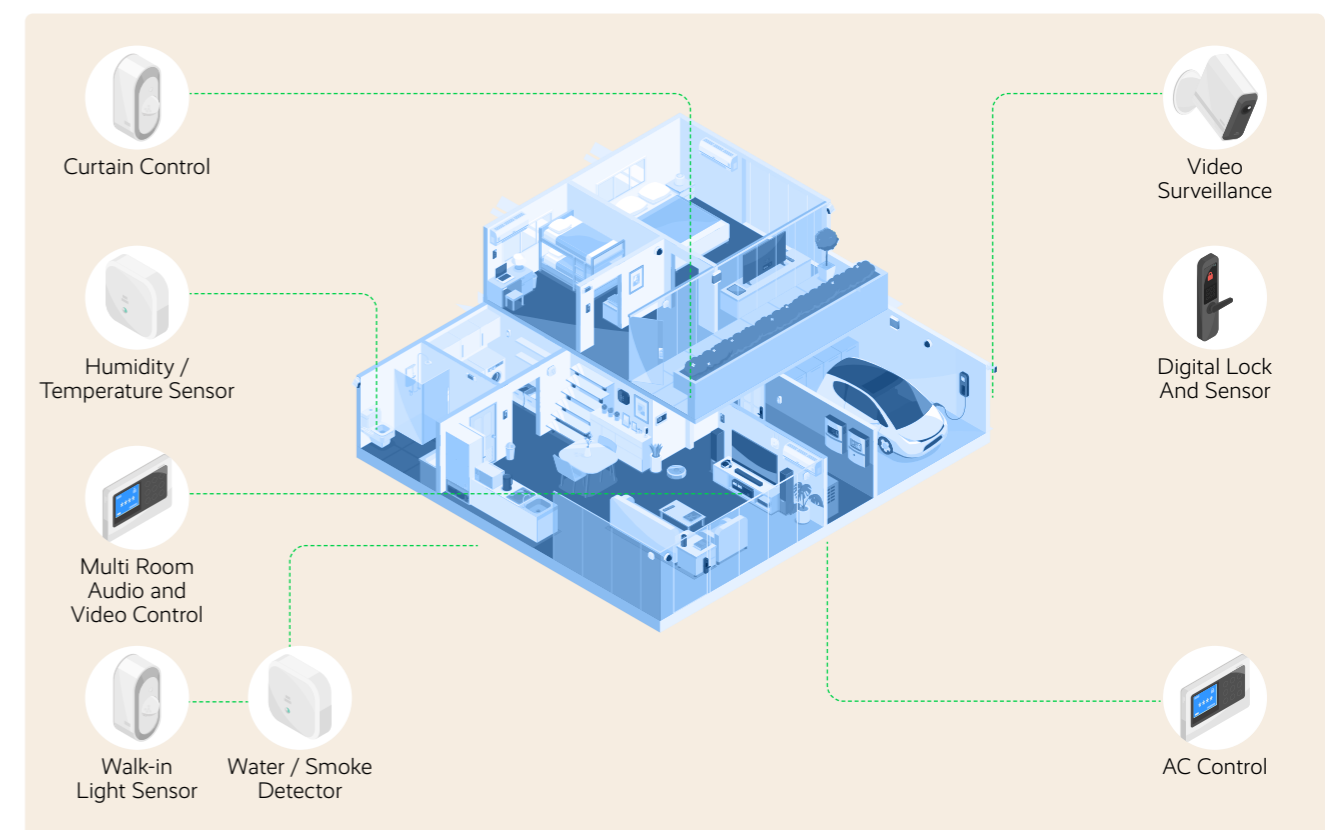 Curtain Control
Video
Surveillance
Humidity /
Temperature Sensor
Digital Lock
And Sensor
Multi Room
Audio and
Video Control
Walk-in
Light Sensor
Water / Smoke
Detector
AC Control